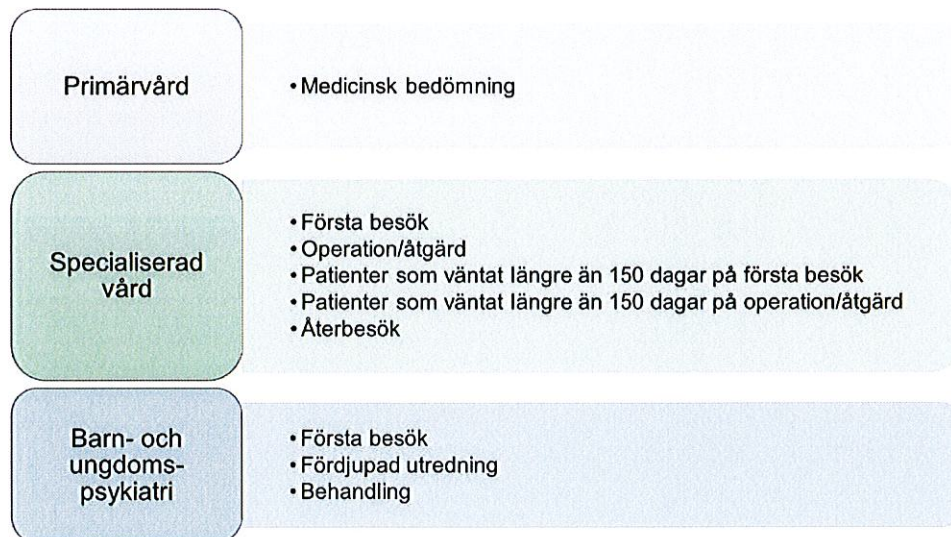 Primärvård
• Medicinsk bedömning
Specialiserad
vård
• Första besök
• Operation/åtgärd
• Patienter som väntat längre än 150 dagar på första besök
• Patienter som väntat längre än 150 dagar på operation/åtgärd
• Återbesök
Barn- och
ungdoms-
psykiatri
• Första besök
• Fördjupad utredning
• Behandling